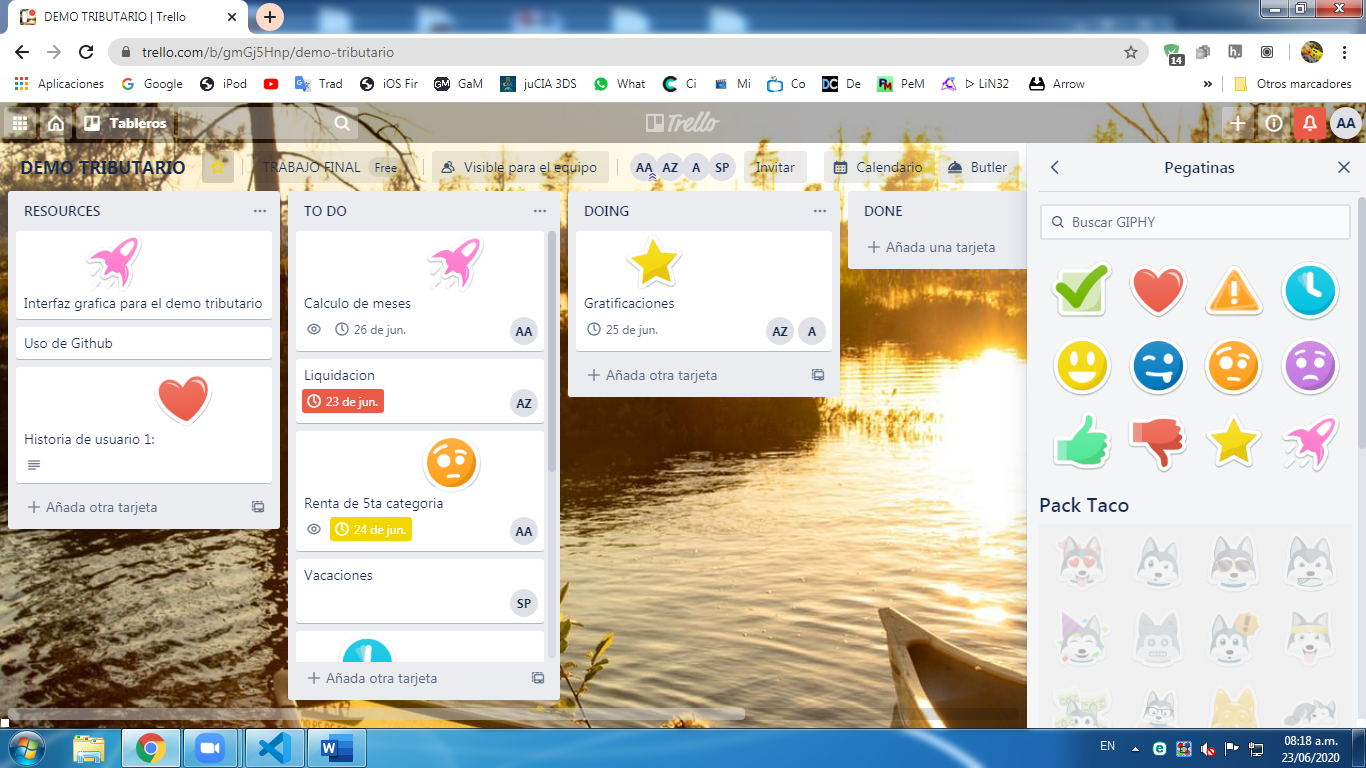 DEMO TRIBUTARIO | Trello
trello.com/b/gmGj5Hnp/demo-tributario
14
Aplicaciones Google iPod Trad iOS Fir GM GaM juCIA 3DS What Ci Mi Co DC De PeM ▷ LiN32 Arrow » Otros marcadores
Tableros Trello AA
DEMO TRIBUTARIO TRABAJO FINAL Free Visible para el equipo AA AZ A SP Invitar Calendario Butler
RESOURCES
Interfaz grafica para el demo tributario
Uso de Github
Historia de usuario 1:
+ Añada otra tarjeta
TO DO
Calculo de meses
26 de jun. AA
Liquidacion
23 de jun. AZ
Renta de 5ta categoria
24 de jun. AA
Vacaciones
SP
+ Añada otra tarjeta
DOING
Gratificaciones
25 de jun. AZ A
+ Añada otra tarjeta
DONE
+ Añada una tarjeta
Pegatinas
Buscar GIPHY
Pack Taco
EN
08:18 a.m.
23/06/2020